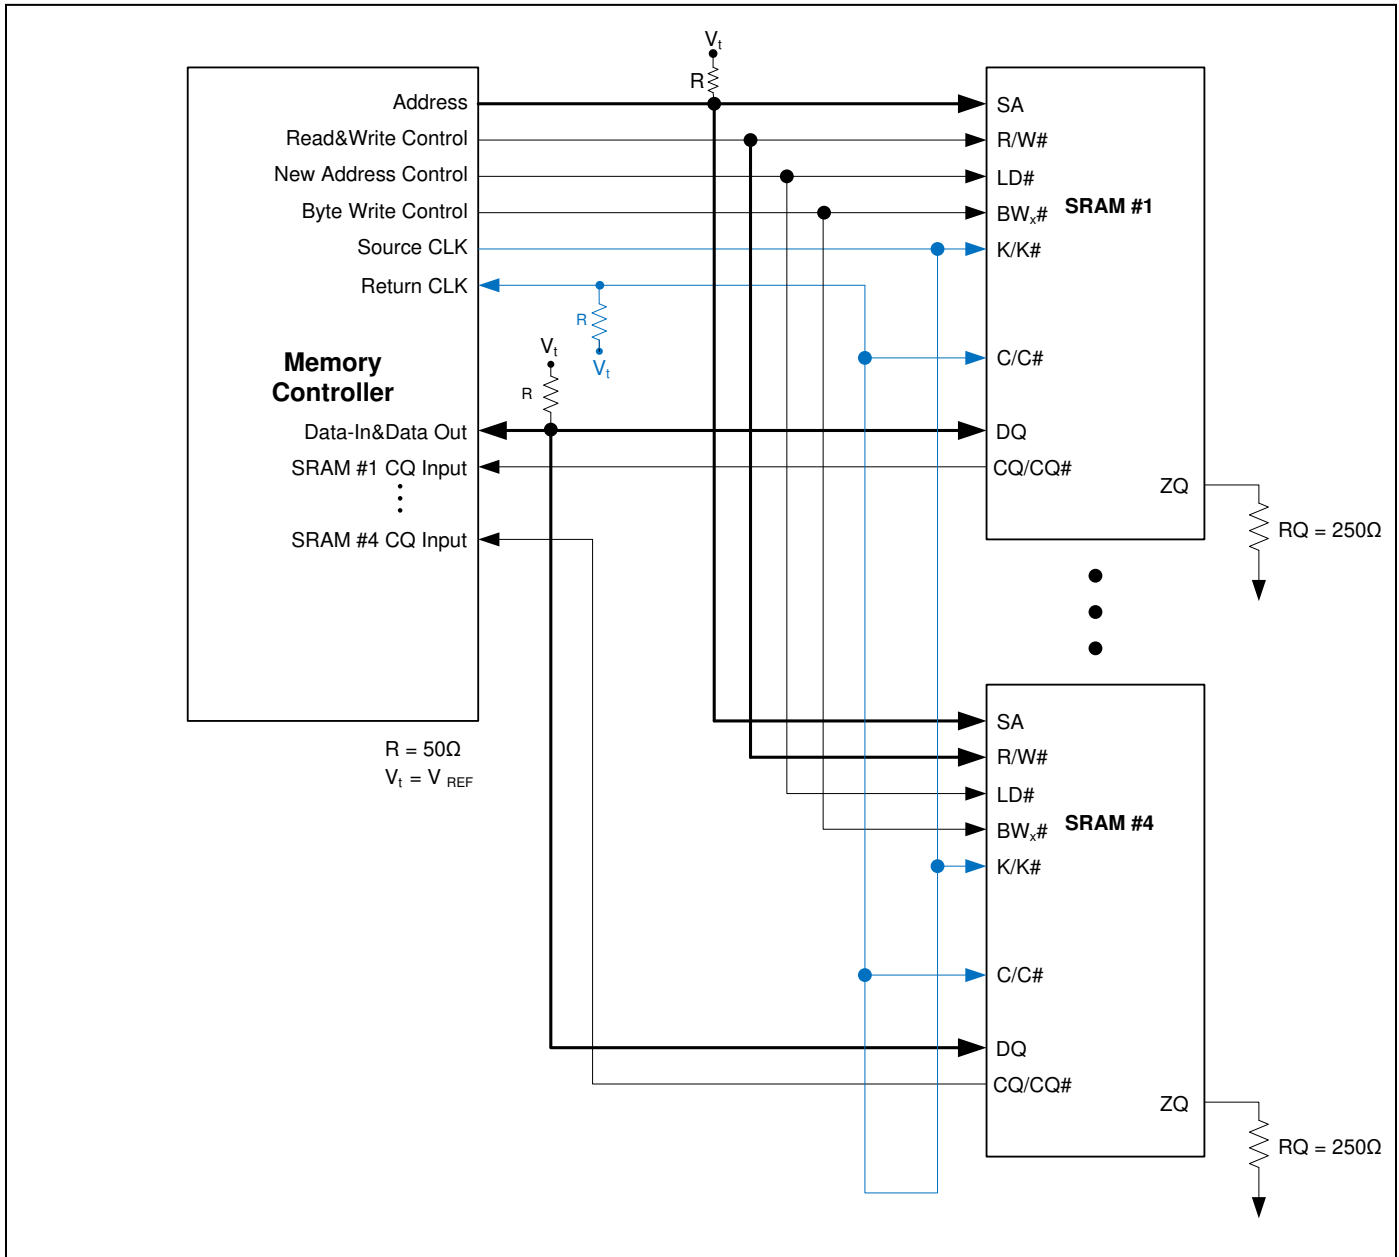 Vt
R
Address
Read&Write Control
New Address Control
Byte Write Control
Source CLK
Return CLK
R
Vt
Vt
R
Memory
Controller
Data-In&Data Out
SRAM #1 CQ Input
SRAM #4 CQ Input
R = 50Ω
Vt = V REF
SA
R/W#
LD#
BWx#
SRAM #1
K/K#
C/C#
DQ
CQ/CQ#
ZQ
RQ = 250Ω
SA
R/W#
LD#
BWx#
SRAM #4
K/K#
C/C#
DQ
CQ/CQ#
ZQ
RQ = 250Ω